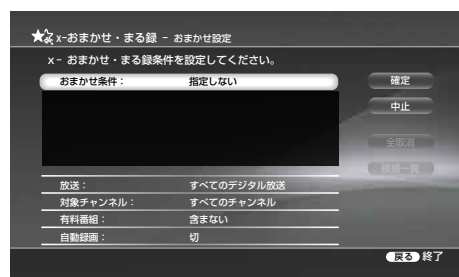 x-おまかせ・まる録 - おまかせ設定
x- おまかせ・まる録条件を設定してください。
おまかせ条件： 指定しない
確定
中止
全取消
候補一覧
放送： すべてのデジタル放送
対象チャンネル： すべてのチャンネル
有料番組： 含まない
自動録画： 切
戻る 終了